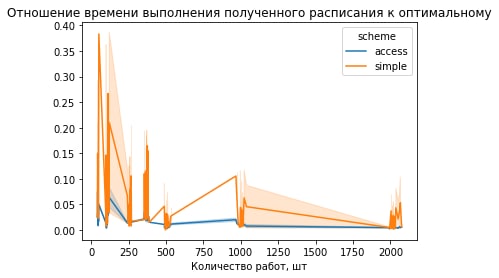 Отношение времени выполнения полученного расписания к оптимальному
scheme
access
simple
0.40
0.35
0.30
0.25
0.20
0.15
0.10
0.05
0.00
0 250 500 750 1000 1250 1500 1750 2000
Количество работ, шт